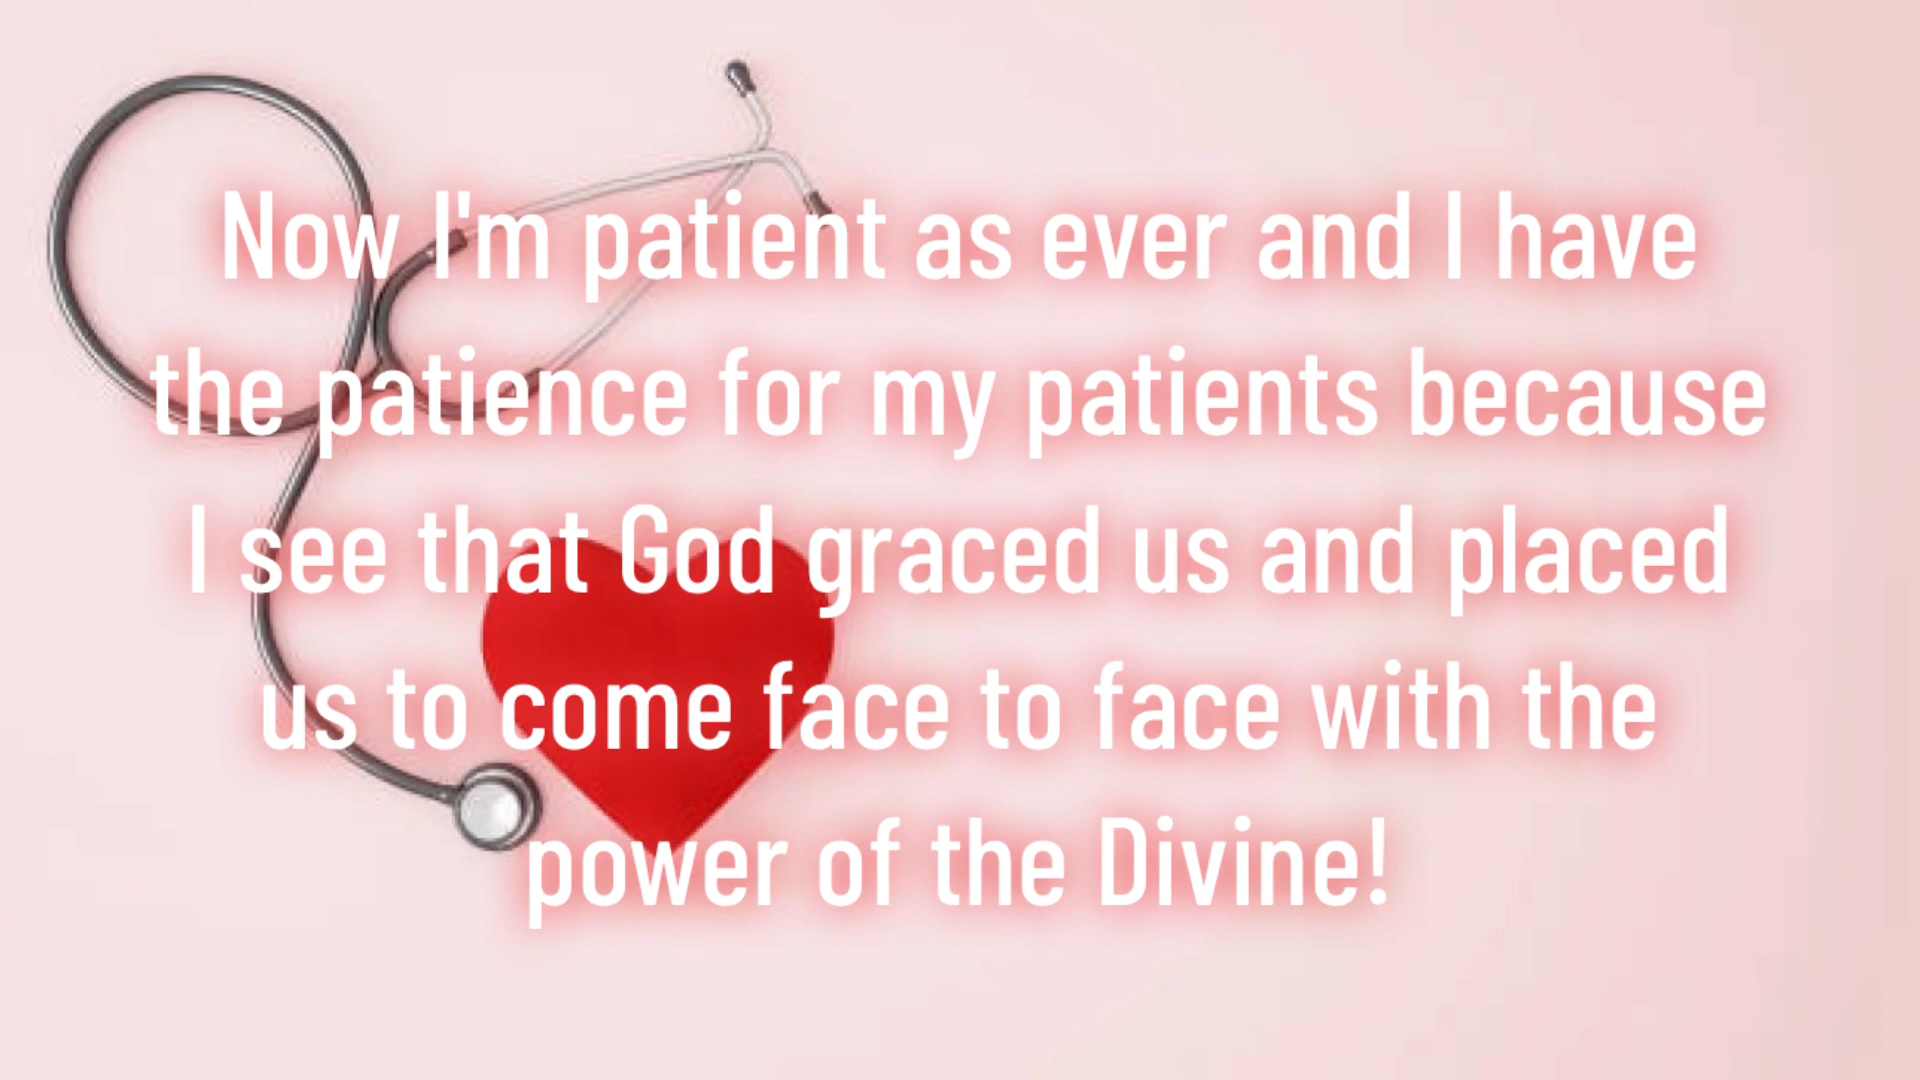 Now I'm patient as ever and I have
the patience for my patients because
I see that God graced us and placed
us to come face to face with the
power of the Divine!